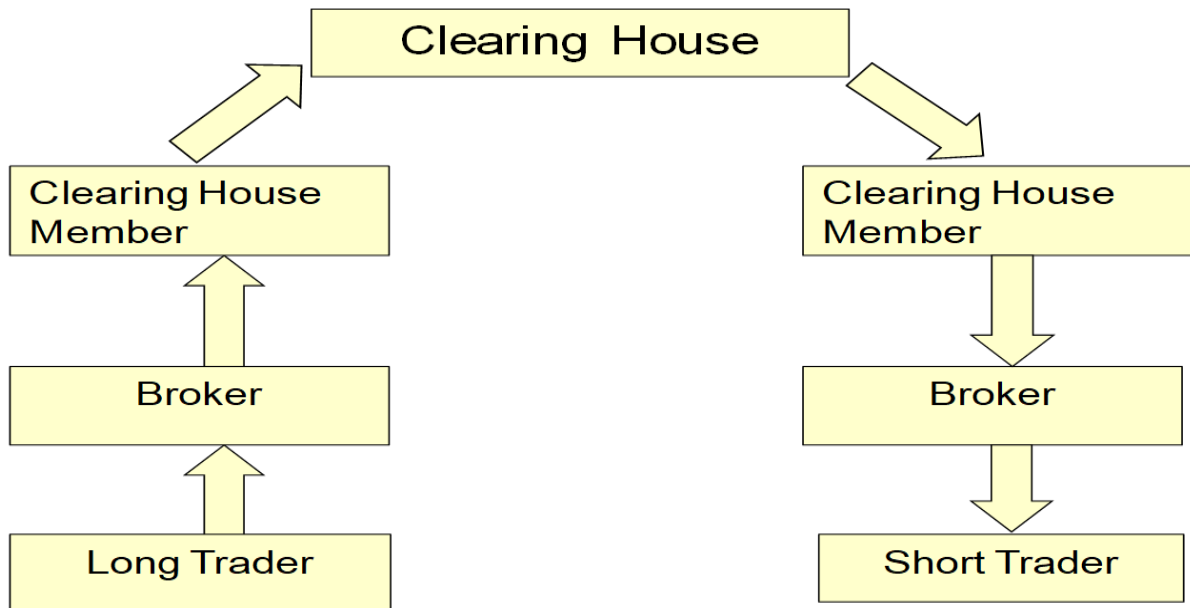 Clearing House
Clearing House
Member
Clearing House
Member
Broker
Broker
Long Trader
Short Trader